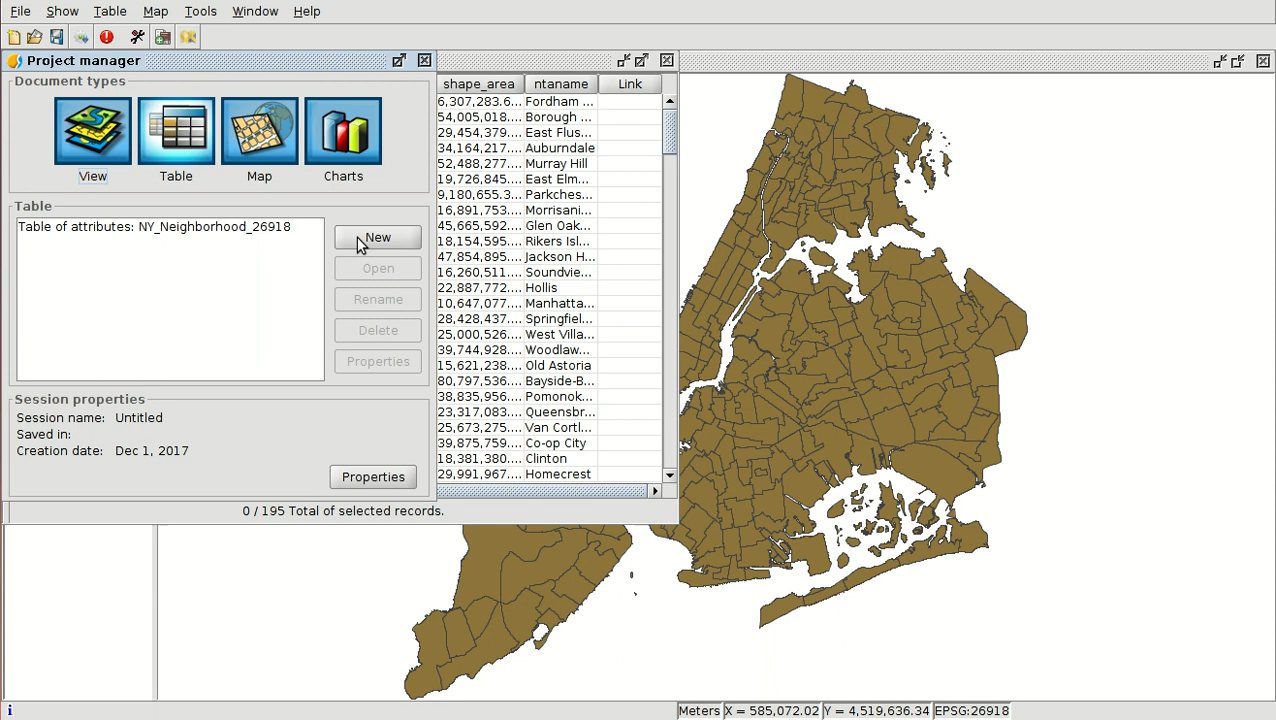 File Show Table Map Tools Window Help
Project manager
Document types
View Table Map Charts
Table
Table of attributes: NY_Neighborhood_26918
New
Open
Rename
Delete
Properties
Session properties
Session name: Untitled
Saved in:
Creation date: Dec 1, 2017
Properties
shape_area ntaname Link
6,307,283.6... Fordham ...
54,005,018.... Borough ...
29,454,379.... East Flus...
34,164,217.... Auburndale
52,488,277.... Murray Hill
19,726,845.... East Elm...
9,180,655.3... Parkches...
16,891,753.... Morrisani...
45,665,592.... Glen Oak...
18,154,595.... Rikers Isl...
47,854,895.... Jackson H...
16,260,511.... Soundvie...
22,887,772.... Hollis
10,647,077.... Manhatta...
28,428,437.... Springfiel...
25,000,526.... West Villa...
39,744,928.... Woodlaw...
15,621,238.... Old Astoria
80,797,536.... Bayside-B...
38,835,956.... Pomonok...
23,317,083.... Queensbr...
25,673,275.... Van Cortl...
39,875,759.... Co-op City
18,381,380.... Clinton
29,991,967.... Homecrest
0 / 195 Total of selected records.
Meters X = 585,072.02 Y = 4,519,636.34 EPSG:26918